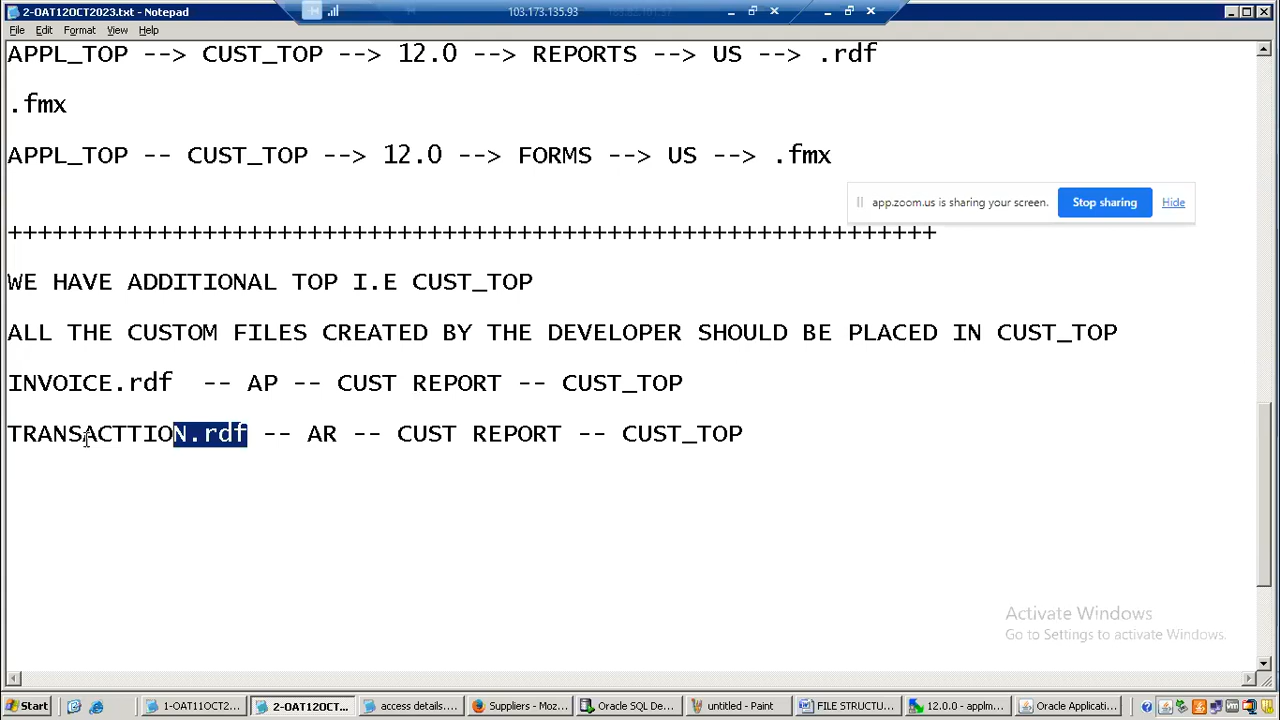 2-OAT12OCT2023.txt - Notepad
103.173.135.93
File Edit Format View Help
APPL_TOP --> CUST_TOP --> 12.0 --> REPORTS --> US --> .rdf
.fmx
APPL_TOP -- CUST_TOP --> 12.0 --> FORMS --> US --> .fmx
app.zoom.us is sharing your screen. Stop sharing Hide
++++++++++++++++++++++++++++++++++++++++++++++++++++++++++++++
WE HAVE ADDITIONAL TOP I.E CUST_TOP
ALL THE CUSTOM FILES CREATED BY THE DEVELOPER SHOULD BE PLACED IN CUST_TOP
INVOICE.rdf -- AP -- CUST REPORT -- CUST_TOP
TRANSACTTION.rdf -- AR -- CUST REPORT -- CUST_TOP
Activate Windows
Go to Settings to activate Windows.
Start 1-OAT11OCT2... 2-OAT12OCT... access details.... Suppliers - Mo... Oracle SQL De... untitled - Paint FILE STRUCTU... 12.0.0 - applm... Oracle Applicat...